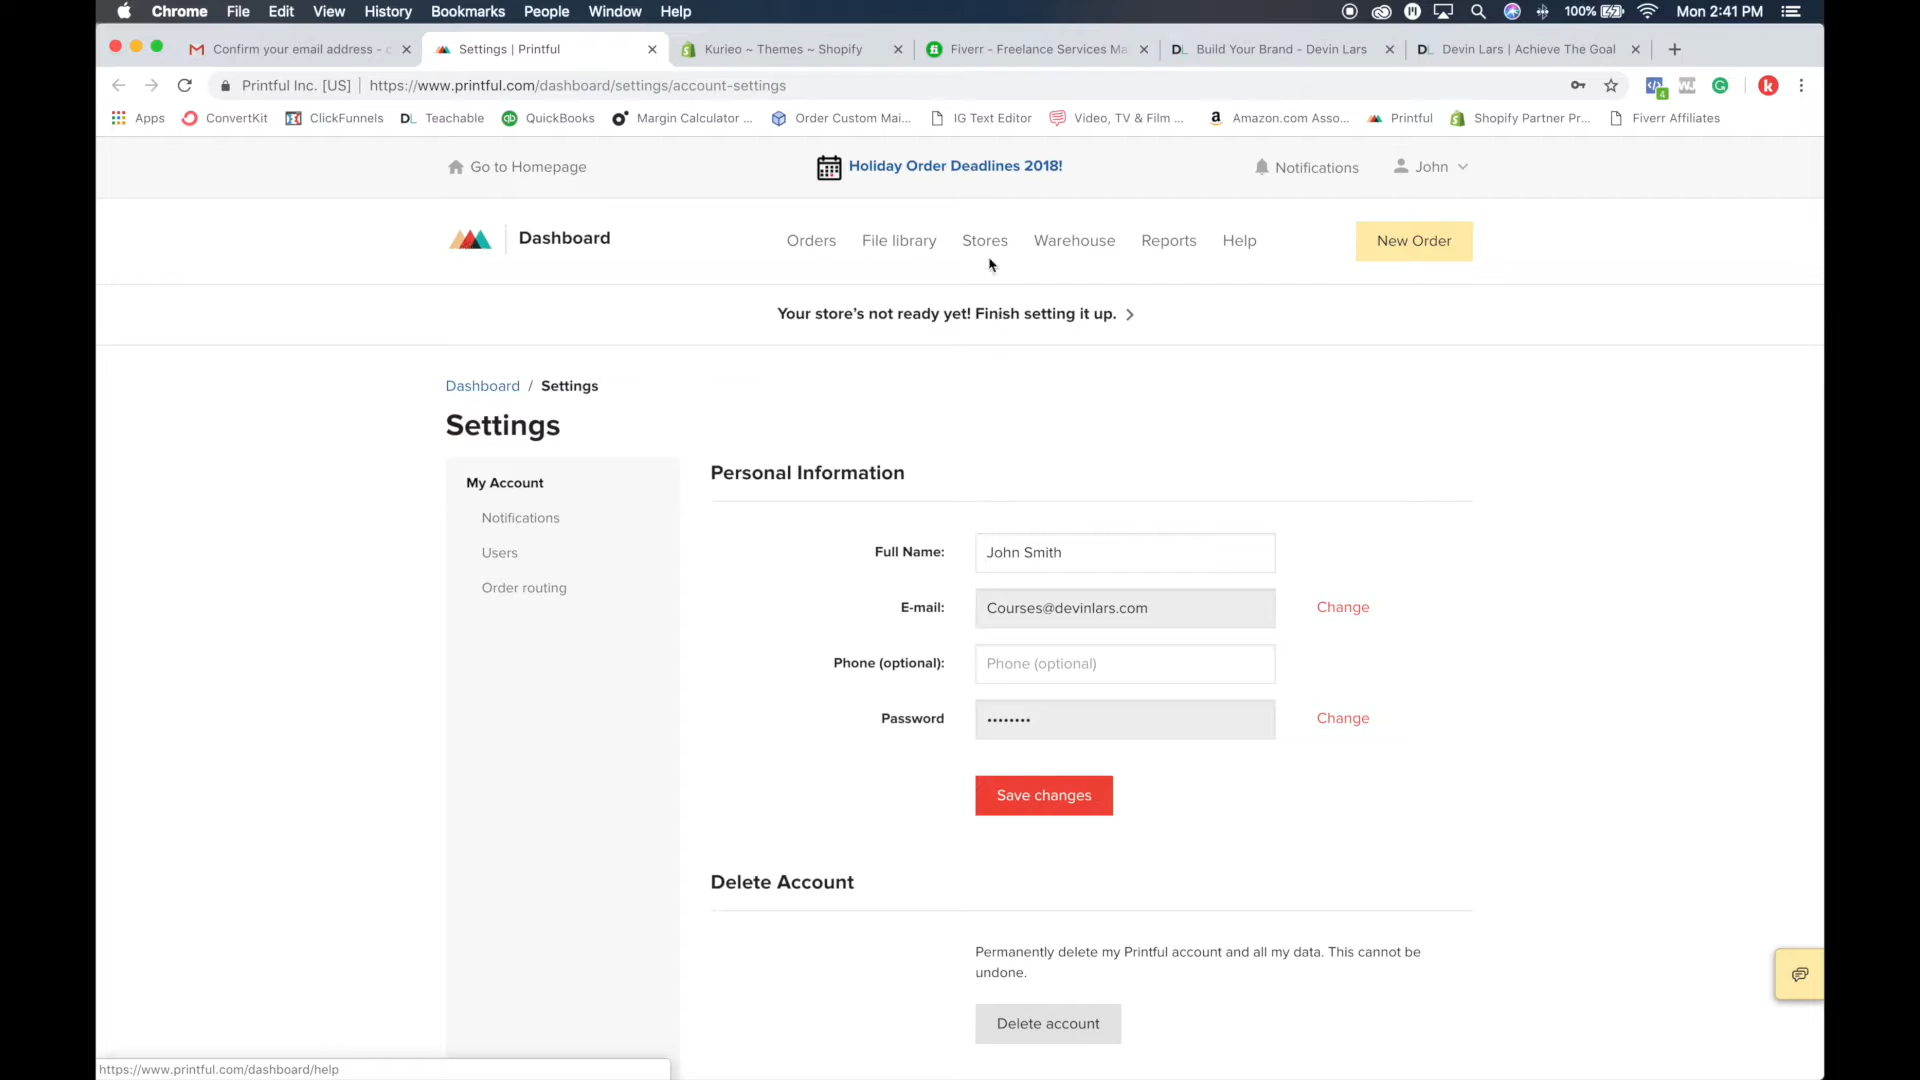 Chrome File Edit View History Bookmarks People Window Help 100% Mon 2:41 PM
Confirm your email address - Settings | Printful Kurieo ~ Themes ~ Shopify Fiverr - Freelance Services Ma Build Your Brand - Devin Lars Devin Lars | Achieve The Goal
Printful Inc. [US] https://www.printful.com/dashboard/settings/account-settings
Apps ConvertKit ClickFunnels Teachable QuickBooks Margin Calculator ... Order Custom Mai... IG Text Editor Video, TV & Film ... Amazon.com Asso... Printful Shopify Partner Pr... Fiverr Affiliates
Go to Homepage Holiday Order Deadlines 2018! Notifications John
Dashboard Orders File library Stores Warehouse Reports Help New Order
Your store's not ready yet! Finish setting it up.
Dashboard / Settings
Settings
My Account
Notifications
Users
Order routing
Personal Information
Full Name: John Smith
E-mail: Courses@devinlars.com Change
Phone (optional): Phone (optional)
Password •••••••• Change
Save changes
Delete Account
Permanently delete my Printful account and all my data. This cannot be
undone.
Delete account
https://www.printful.com/dashboard/help